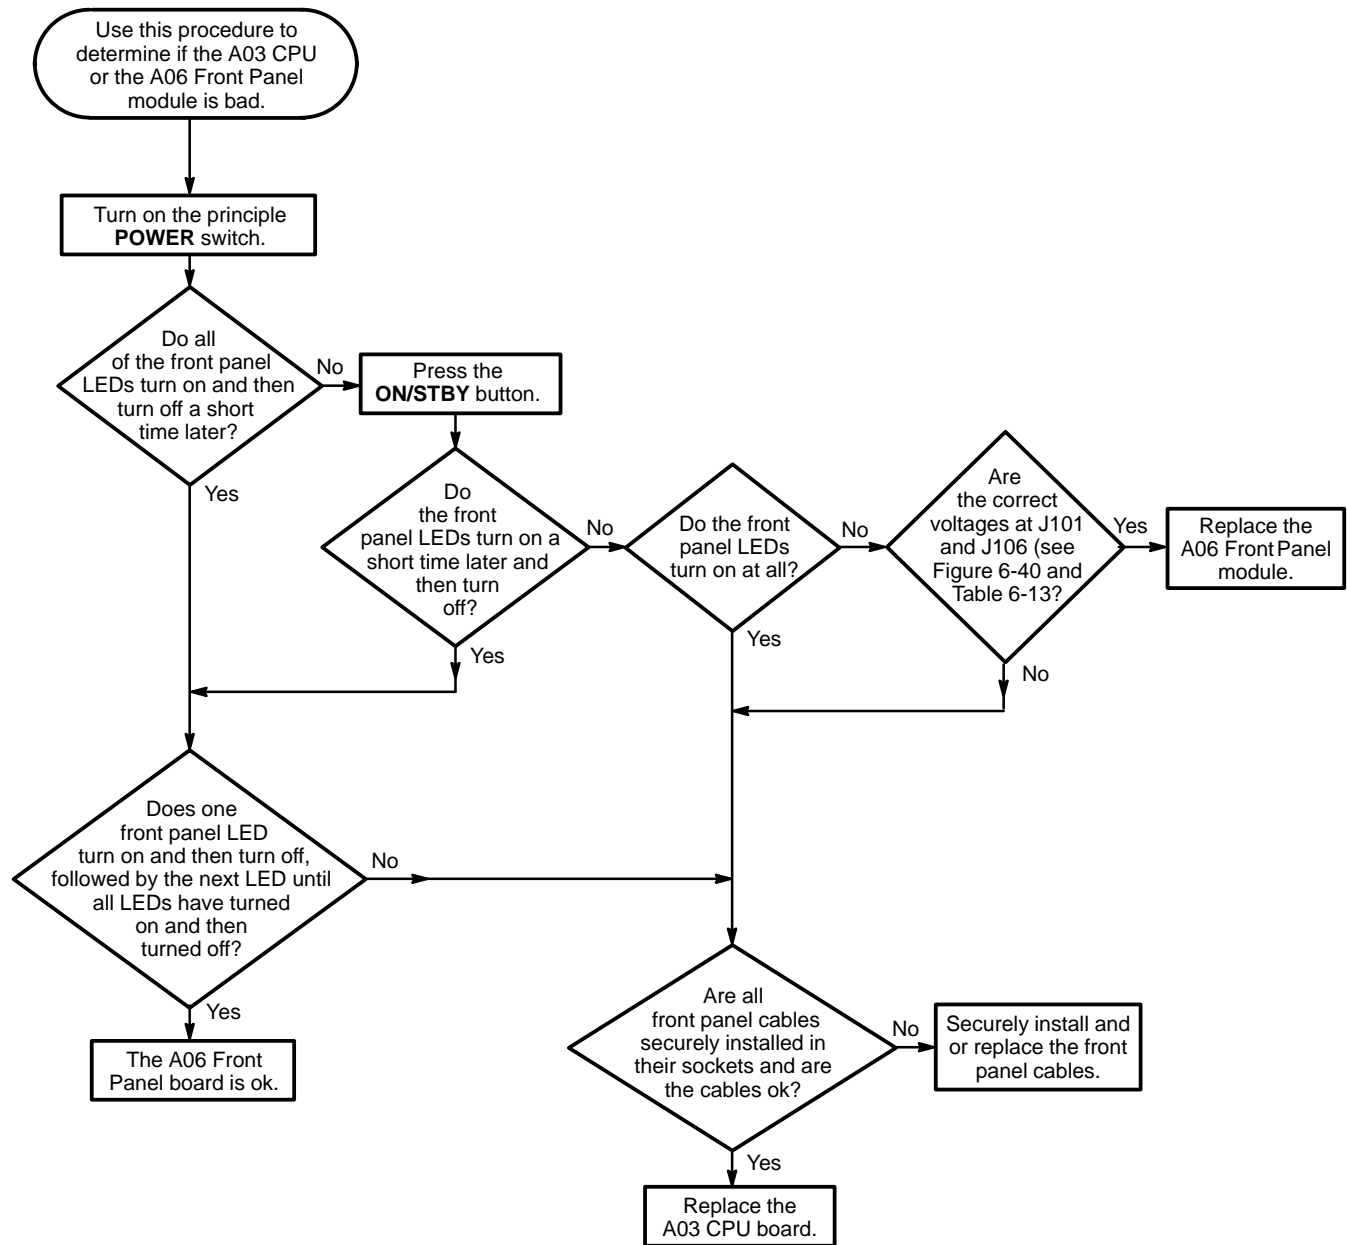 Use this procedure to
determine if the A03 CPU
or the A06 Front Panel
module is bad.
Turn on the principle
POWER switch.
Do all
of the front panel
LEDs turn on and then
turn off a short
time later?
No
Yes
Press the
ON/STBY button.
Do
the front
panel LEDs turn on a
short time later and
then turn
off?
No
Yes
Do the front
panel LEDs
turn on at all?
No
Yes
Are
the correct
voltages at J101
and J106 (see
Figure 6-40 and
Table 6-13?
Yes
No
Replace the
A06 Front Panel
module.
Does one
front panel LED
turn on and then turn off,
followed by the next LED until
all LEDs have turned
on and then
turned off?
No
Yes
The A06 Front
Panel board is ok.
Are all
front panel cables
securely installed in
their sockets and are
the cables ok?
No
Yes
Securely install and
or replace the front
panel cables.
Replace the
A03 CPU board.